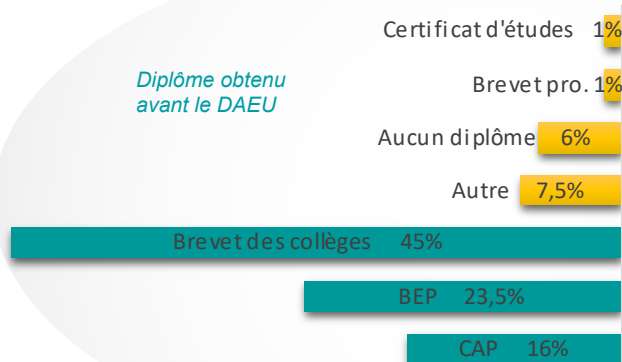 Certificat d'études 1%
Diplôme obtenu
avant le DAEU
Brevet pro. 1%
Aucun diplôme 6%
Autre 7,5%
Brevet des collèges 45%
BEP 23,5%
CAP 16%